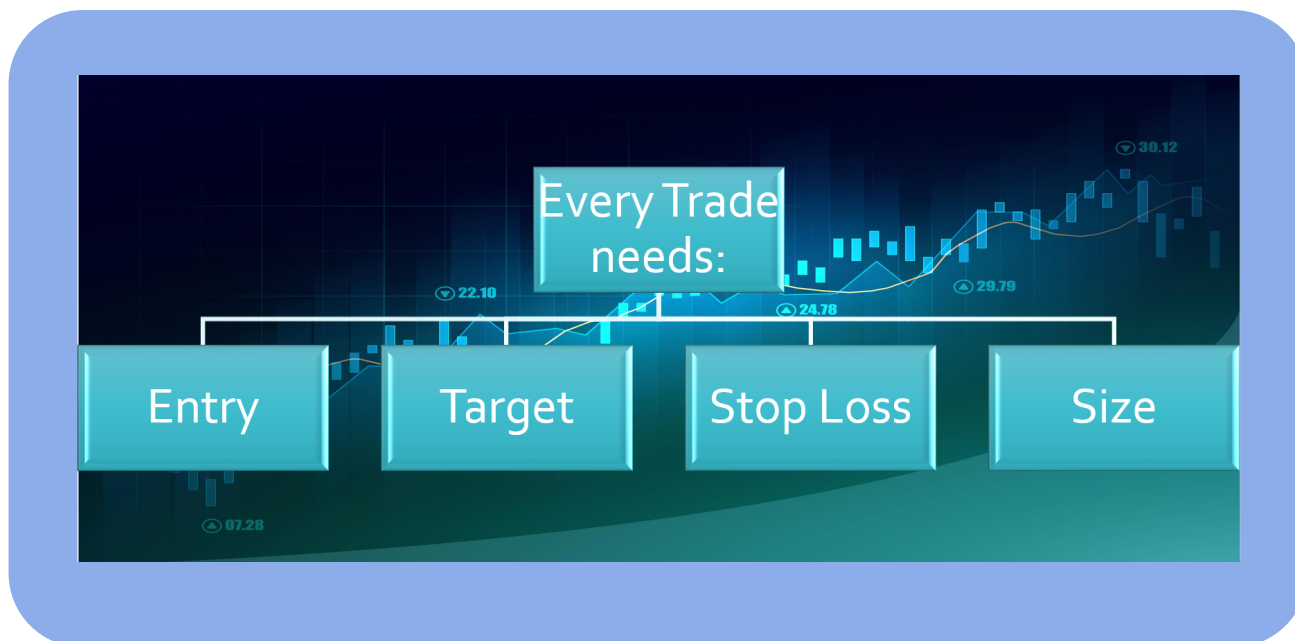 30.12
Every Trade
needs:
22.10
29.79
24.78
Entry
Target
Stop Loss
Size
07.28